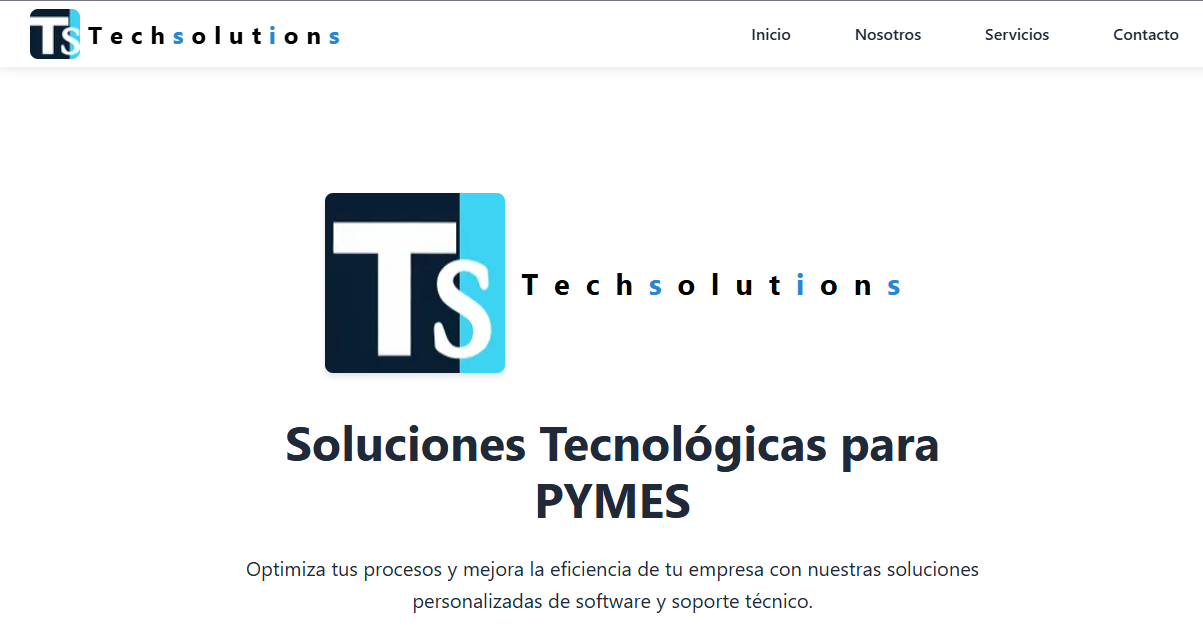 TS Techsolutions Inicio Nosotros Servicios Contacto
TS Techsolutions
Soluciones Tecnológicas para
PYMES
Optimiza tus procesos y mejora la eficiencia de tu empresa con nuestras soluciones
personalizadas de software y soporte técnico.